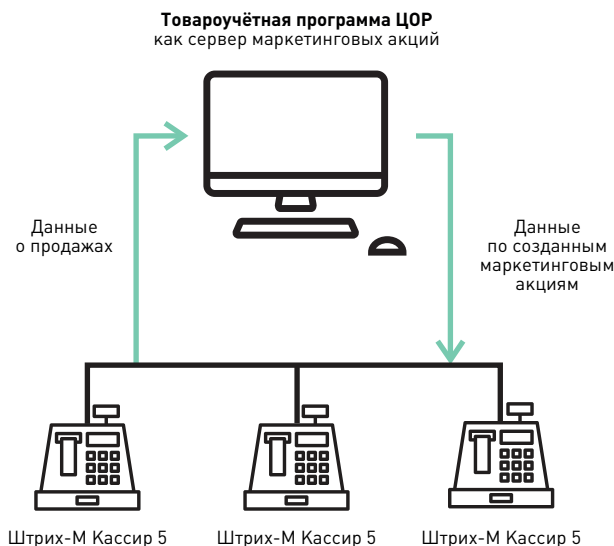 Товароучётная программа ЦОР
как сервер маркетинговых акций
Данные
о продажах
Данные
по созданным
маркетинговым
акциям
Штрих-М Кассир 5
Штрих-М Кассир 5
Штрих-М Кассир 5